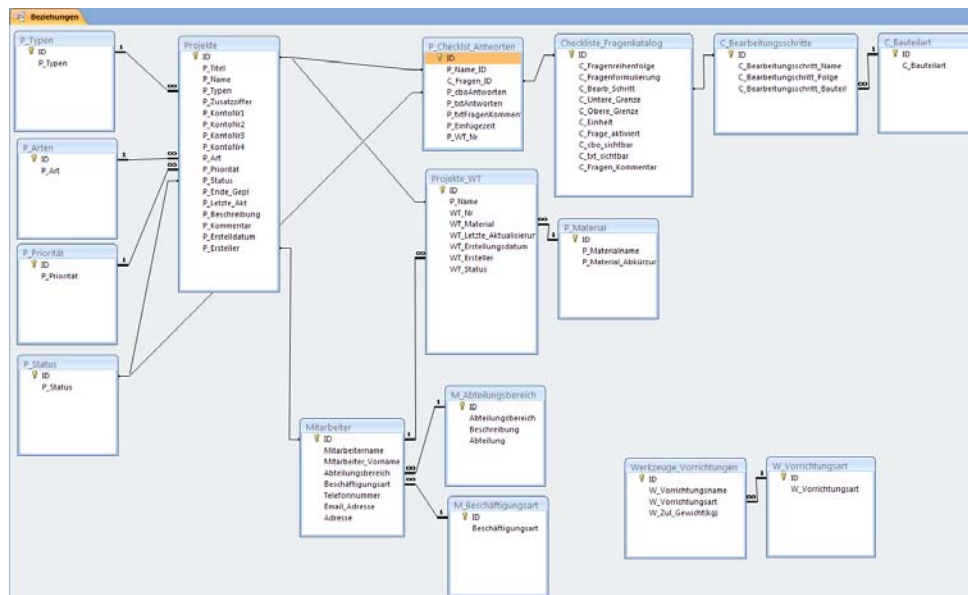 Beziehungen
P_Typen
ID
P_Typen
P_Arten
ID
P_Art
P_Priorität
ID
P_Priorität
P_Status
ID
P_Status
Projekte
ID
P_Titel
P_Name
P_Typen
P_Zusatzziffer
P_KontoNr1
P_KontoNr2
P_KontoNr3
P_KontoNr4
P_Art
P_Priorität
P_Status
P_Ende_Gepl
P_Letzte_Akt
P_Beschreibung
P_Kommentar
P_Erstelldatum
P_Ersteller
P_Checklst_Antworten
ID
P_Name_ID
C_Fragen_ID
P_cboAntworten
P_txtAntworten
P_txtFragenKommen
P_Einfügezeit
P_WT_Nr
Checkliste_Fragenkatalog
ID
C_Fragenreihenfolge
C_Fragenformulierung
C_Bearb_Schritt
C_Untere_Grenze
C_Obere_Grenze
C_Einheit
C_Frage_aktiviert
C_cbo_sichtbar
C_txt_sichtbar
C_Fragen_Kommentar
C_Bearbeitungsschritte
ID
C_Bearbeitungsschritt_Name
C_Bearbeitungsschritt_Folge
C_Bearbeitungsschritt_Bauteil
C_Bauteilart
ID
C_Bauteilart
Projekte_WT
ID
P_Name
WT_Nr
WT_Material
WT_Letzte_Aktualisierur
WT_Erstellungsdatum
WT_Ersteller
WT_Status
P_Material
ID
P_Materialname
P_Material_Abkürzur
Mitarbeiter
ID
Mitarbeitername
Mitarbeiter_Vorname
Abteilungsbereich
Beschäftigungsart
Telefonnummer
Email_Adresse
Adresse
M_Abteilungsbereich
ID
Abteilungsbereich
Beschreibung
Abteilung
M_Beschäftigungsart
ID
Beschäftigungsart
Werkzeuge_Vorrichtungen
ID
W_Vorrichtungsname
W_Vorrichtungsart
W_Zul_Gewicht(kg)
W_Vorrichtungsart
ID
W_Vorrichtungsart